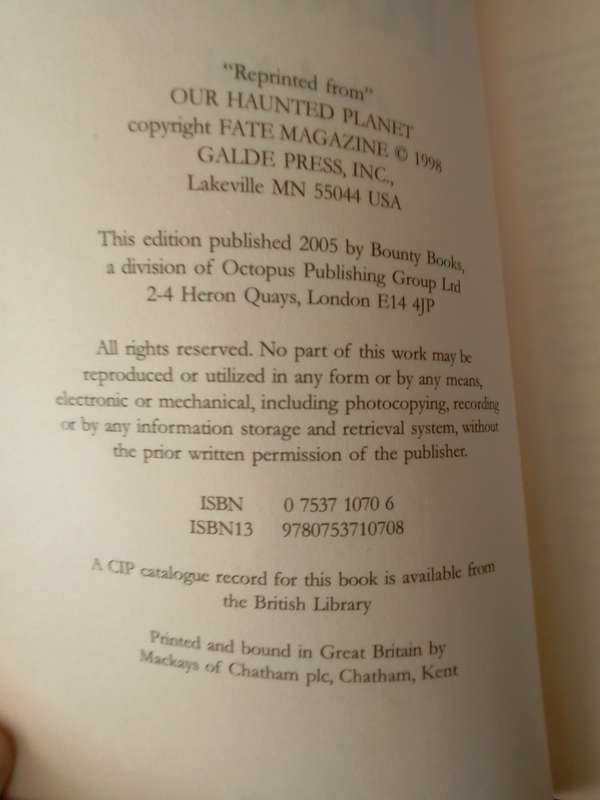 "Reprinted from"
OUR HAUNTED PLANET
copyright FATE MAGAZINE © 1998
GALDE PRESS, INC.,
Lakeville MN 55044 USA
This edition published 2005 by Bounty Books,
a division of Octopus Publishing Group Ltd
2-4 Heron Quays, London E14 4JP
All rights reserved. No part of this work may be
reproduced or utilized in any form or by any means,
electronic or mechanical, including photocopying, recording
or by any information storage and retrieval system, without
the prior written permission of the publisher.
ISBN 0 7537 1070 6
ISBN13 9780753710708
A CIP catalogue record for this book is available from
the British Library
Printed and bound in Great Britain by
Mackays of Chatham plc, Chatham, Kent